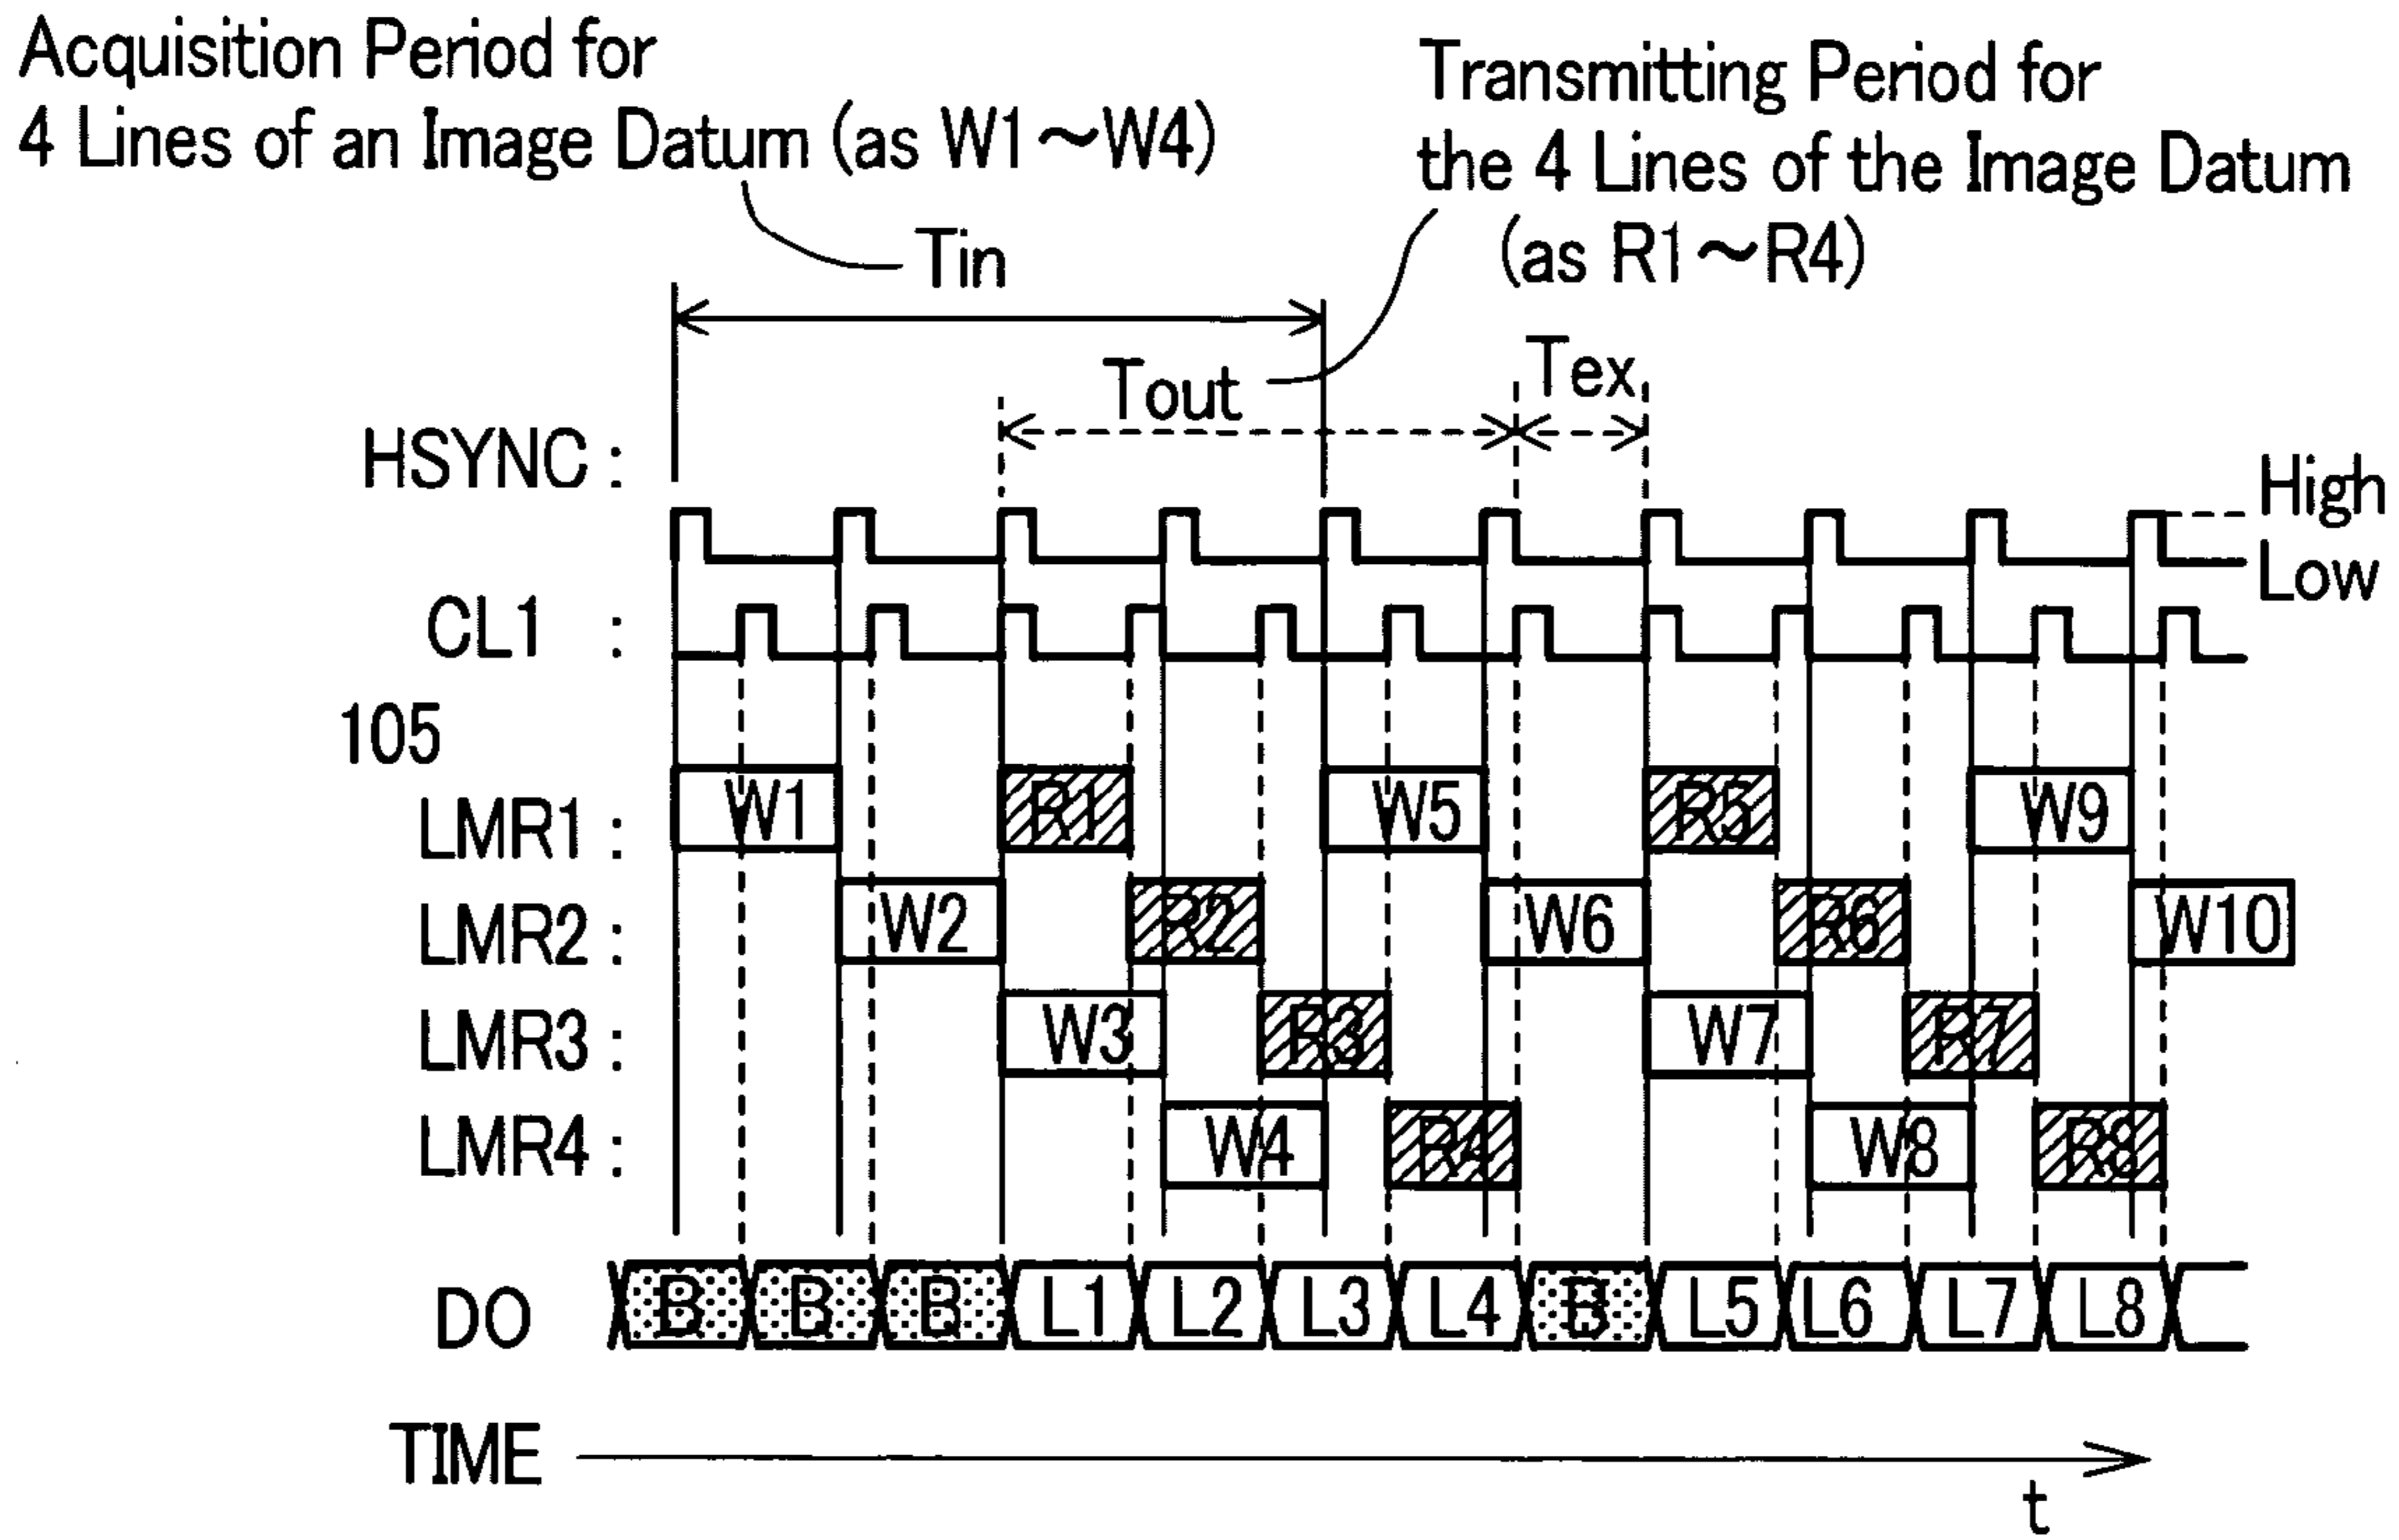 Acquisition Period for
4 Lines of an Image Datum (as W1～W4)
Transmitting Period for
the 4 Lines of the Image Datum
(as R1～R4)
Tin
Tout
Tex
HSYNC :
High
Low
CL1 :
105
LMR1 : W1 R1 W5 R5 W9
LMR2 : W2 R2 W6 R6 W10
LMR3 : W3 R3 W7 R7
LMR4 : W4 R4 W8 R8
DO B B B L1 L2 L3 L4 B L5 L6 L7 L8
TIME
t